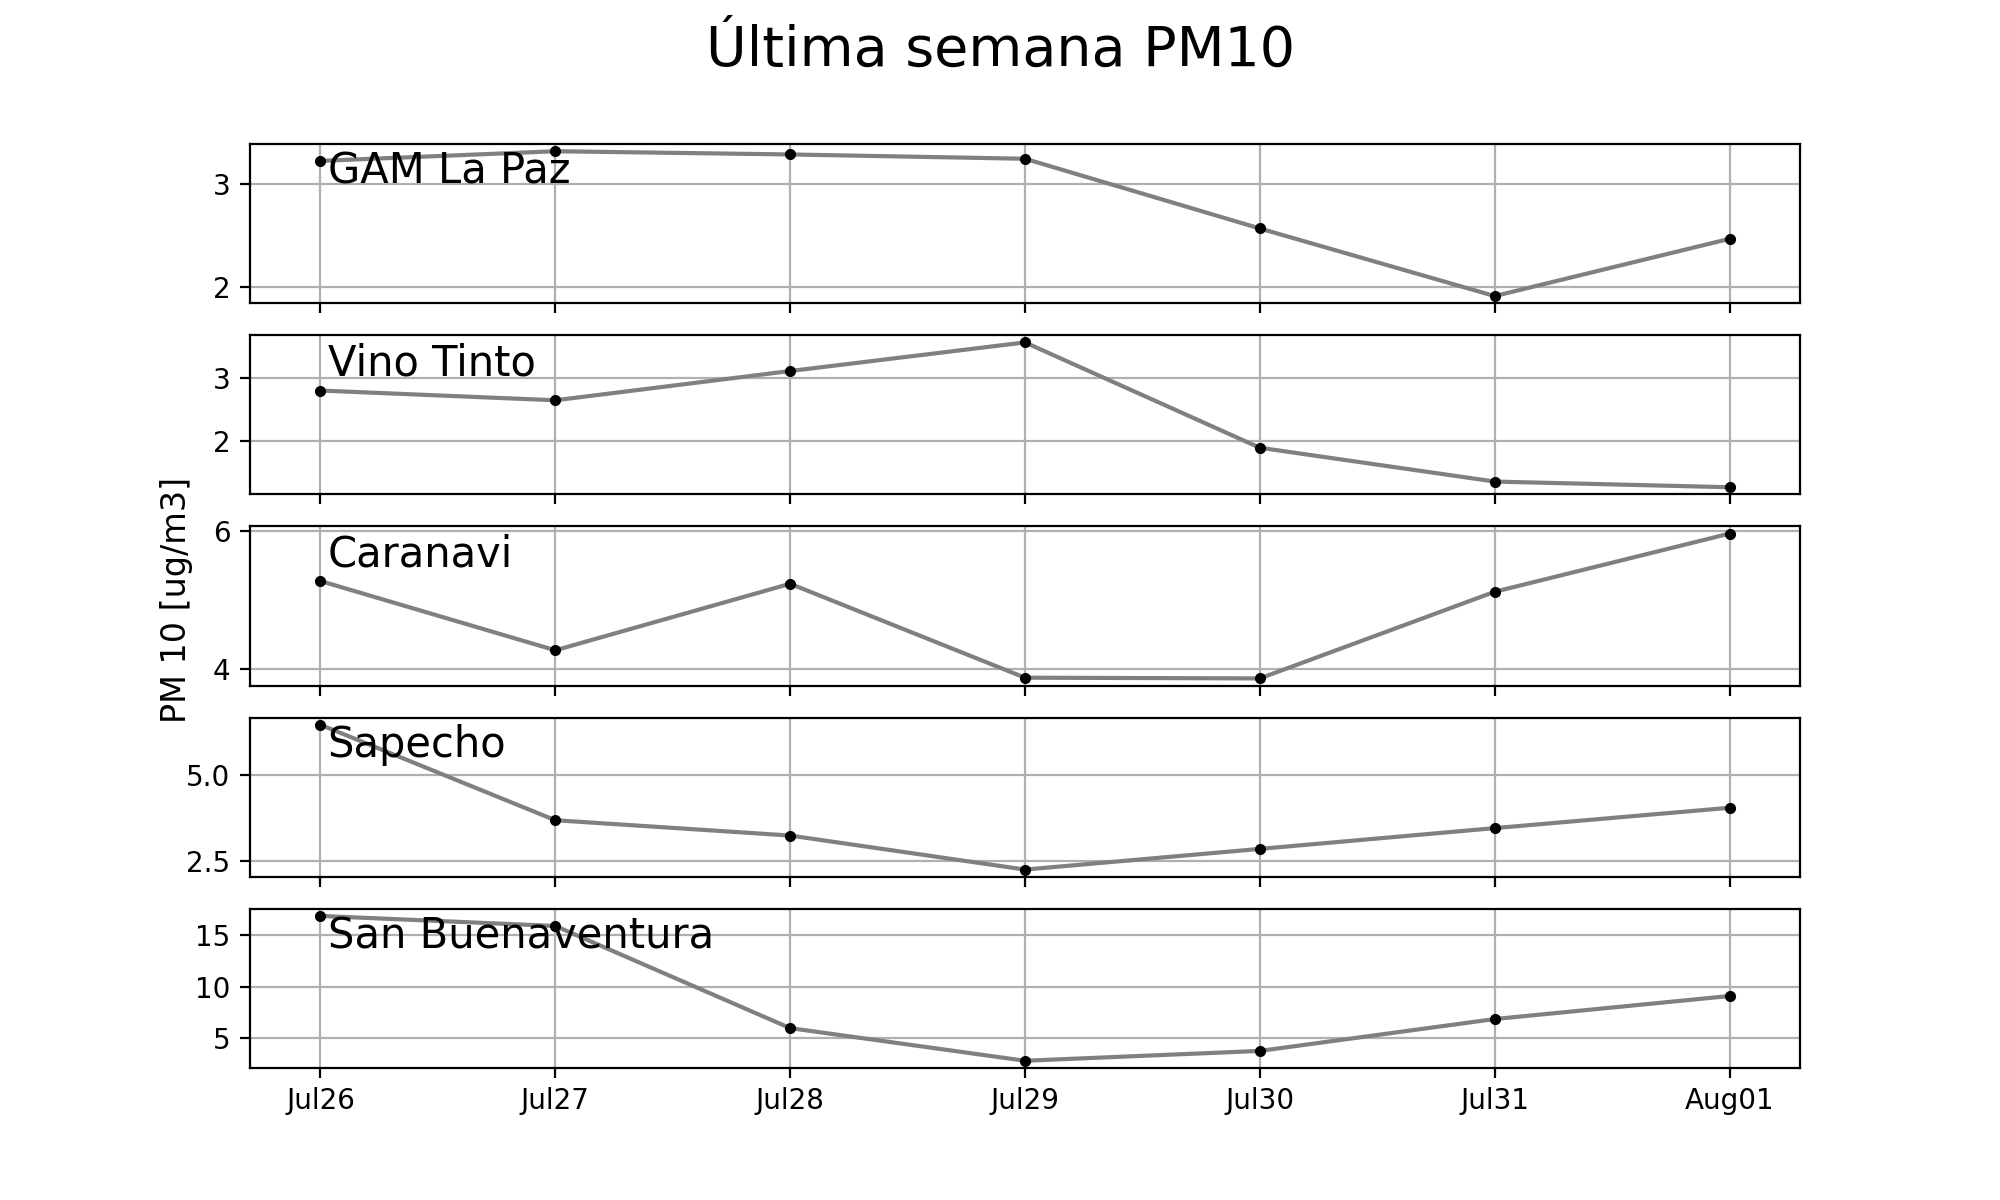 Última semana PM10
GAM La Paz
3
2
Vino Tinto
3
2
PM 10 [ug/m3]
Caranavi
6
4
Sapecho
5.0
2.5
San Buenaventura
15
10
5
Jul26 Jul27 Jul28 Jul29 Jul30 Jul31 Aug01